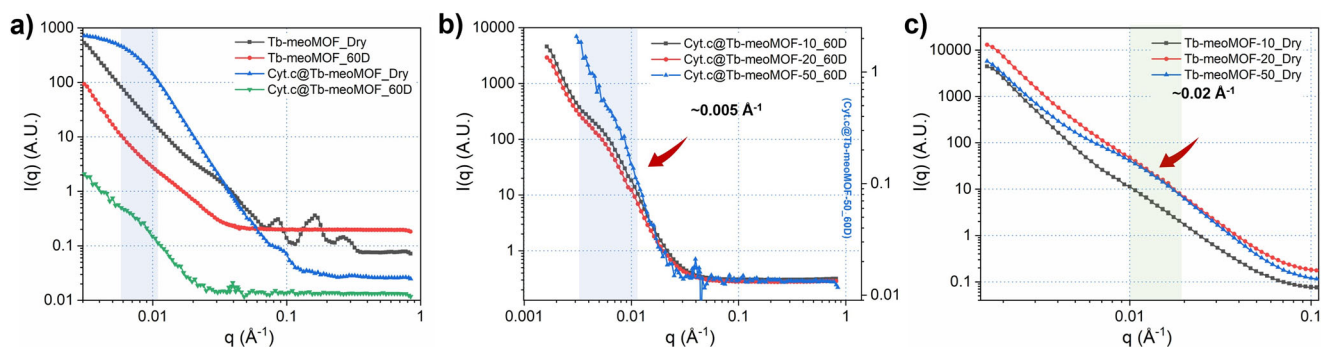 a)
I(q) (A.U.)
1000
100
10
1
0.1
0.01
Tb-meoMOF_Dry
Tb-meoMOF_60D
Cyt.c@Tb-meoMOF_Dry
Cyt.c@Tb-meoMOF_60D
0.01
0.1
1
q (Å⁻¹)
b)
I(q) (A.U.)
10000
1000
100
10
1
Cyt.c@Tb-meoMOF-10_60D
Cyt.c@Tb-meoMOF-20_60D
Cyt.c@Tb-meoMOF-50_60D
~0.005 Å⁻¹
1
0.1
0.01
(Cyt.c@Tb-meoMOF-50_60D)
0.001
0.01
0.1
1
q (Å⁻¹)
c)
I(q) (A.U.)
10000
1000
100
10
1
0.1
Tb-meoMOF-10_Dry
Tb-meoMOF-20_Dry
Tb-meoMOF-50_Dry
~0.02 Å⁻¹
0.01
0.1
q (Å⁻¹)